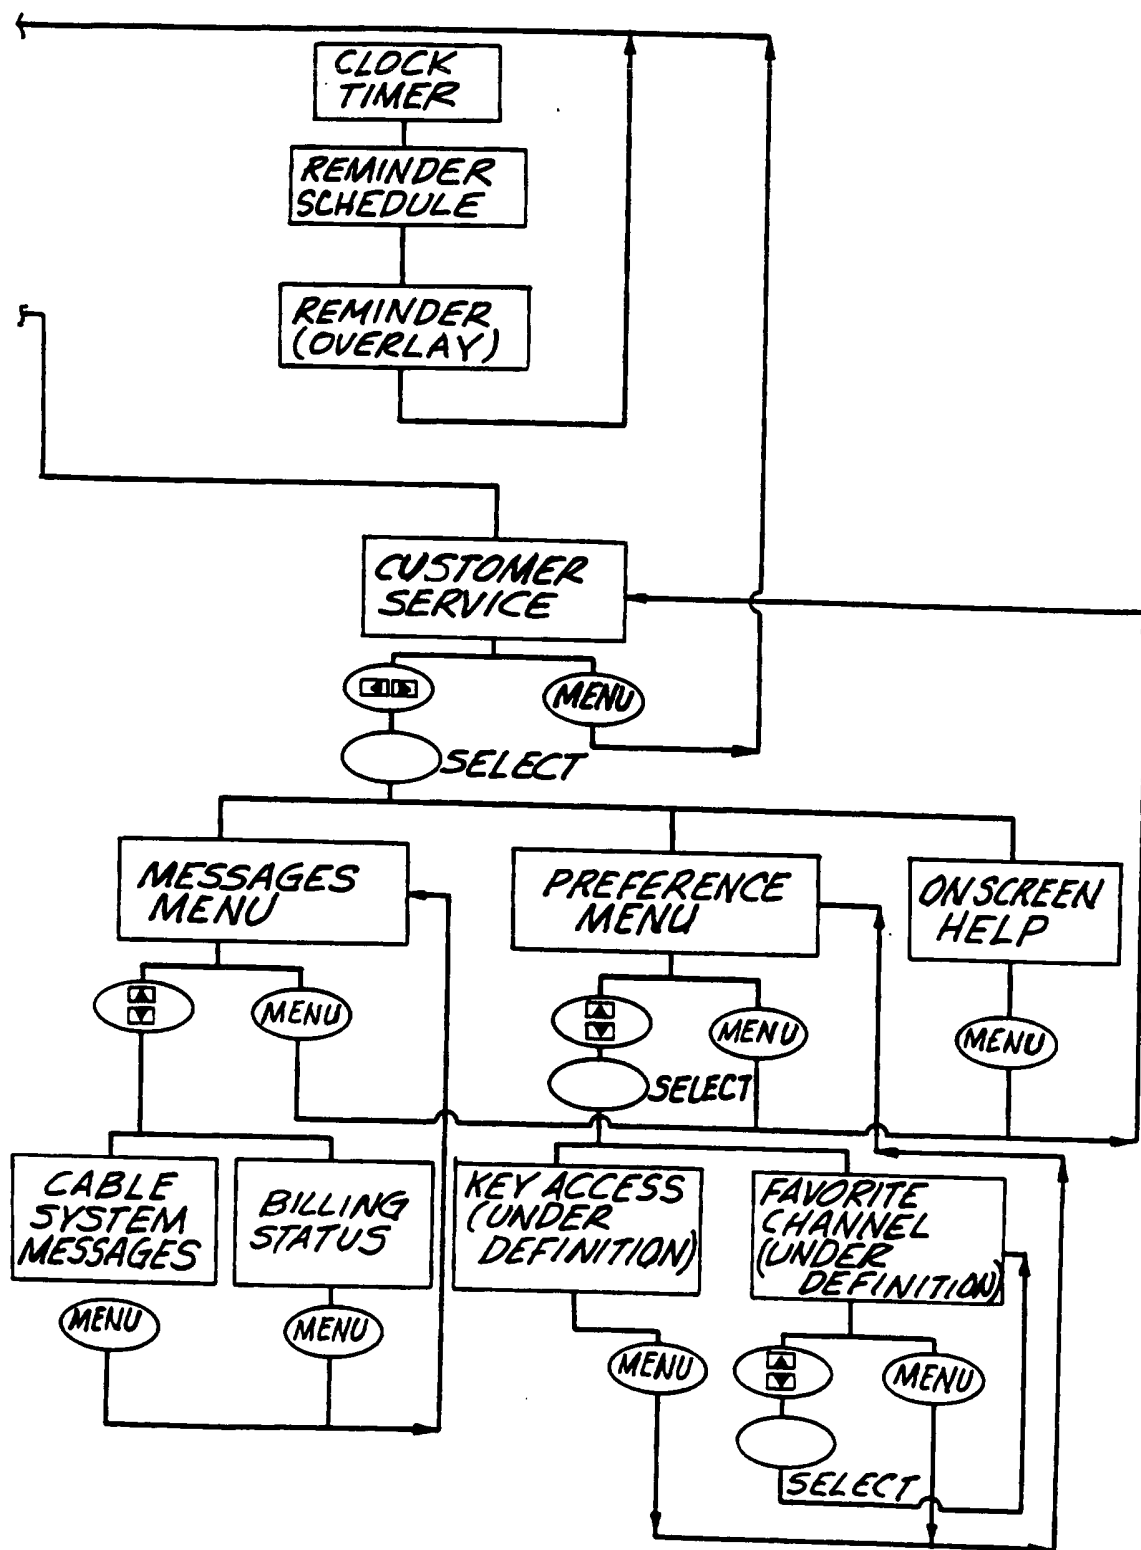 CLOCK
TIMER
REMINDER
SCHEDULE
REMINDER
(OVERLAY)
CUSTOMER
SERVICE
MENU
SELECT
MESSAGES
MENU
PREFERENCE
MENU
ON SCREEN
HELP
MENU
MENU
MENU
SELECT
CABLE
SYSTEM
MESSAGES
BILLING
STATUS
KEY ACCESS
(UNDER
DEFINITION)
FAVORITE
CHANNEL
(UNDER
DEFINITION)
MENU
MENU
MENU
MENU
SELECT